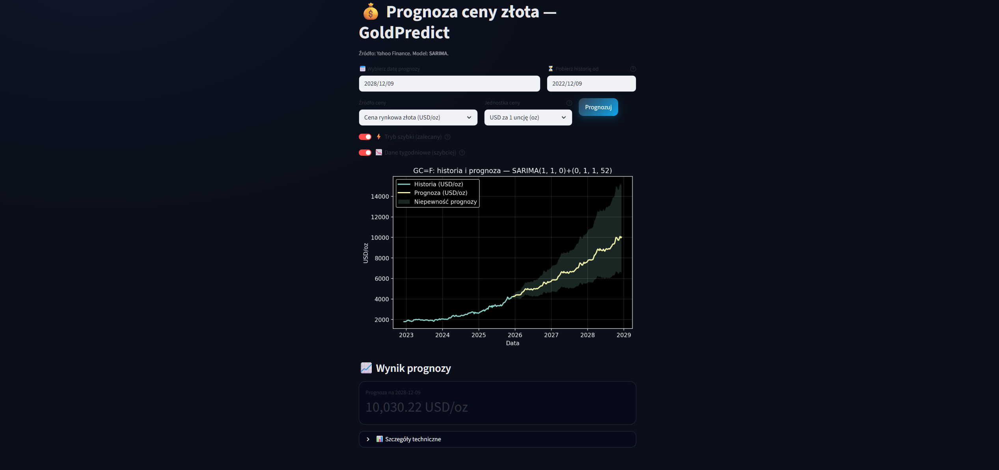 💰 Prognoza ceny złota —
GoldPredict
Źródło: Yahoo Finance. Model: SARIMA.
Wybierz datę prognozy
Pobierz historię od
2028/12/09
2022/12/09
Źródło ceny
Jednostka ceny
Cena rynkowa złota (USD/oz)
USD za 1 uncję (oz)
Prognozuj
Tryb szybki (zalecany)
Dane tygodniowe (szybciej)
GC=F: historia i prognoza — SARIMA(1, 1, 0)+(0, 1, 1, 52)
Historia (USD/oz)
Prognoza (USD/oz)
Niepewność prognozy
14000
12000
10000
8000
6000
4000
2000
USD/oz
2023 2024 2025 2026 2027 2028 2029
Data
Wynik prognozy
Prognoza na 2028-12-09
10,030.22 USD/oz
Szczegóły techniczne